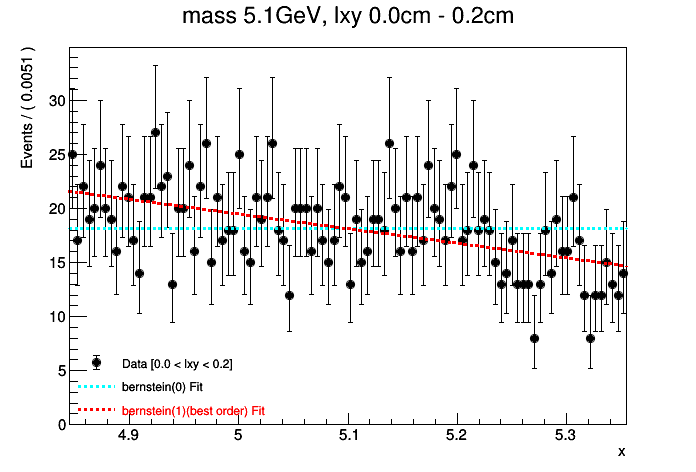 mass 5.1GeV, lxy 0.0cm - 0.2cm
Events / ( 0.0051 )
30
25
20
15
10
5
0
Data [0.0 < lxy < 0.2]
bernstein(0) Fit
bernstein(1)(best order) Fit
4.9 5 5.1 5.2 5.3
x